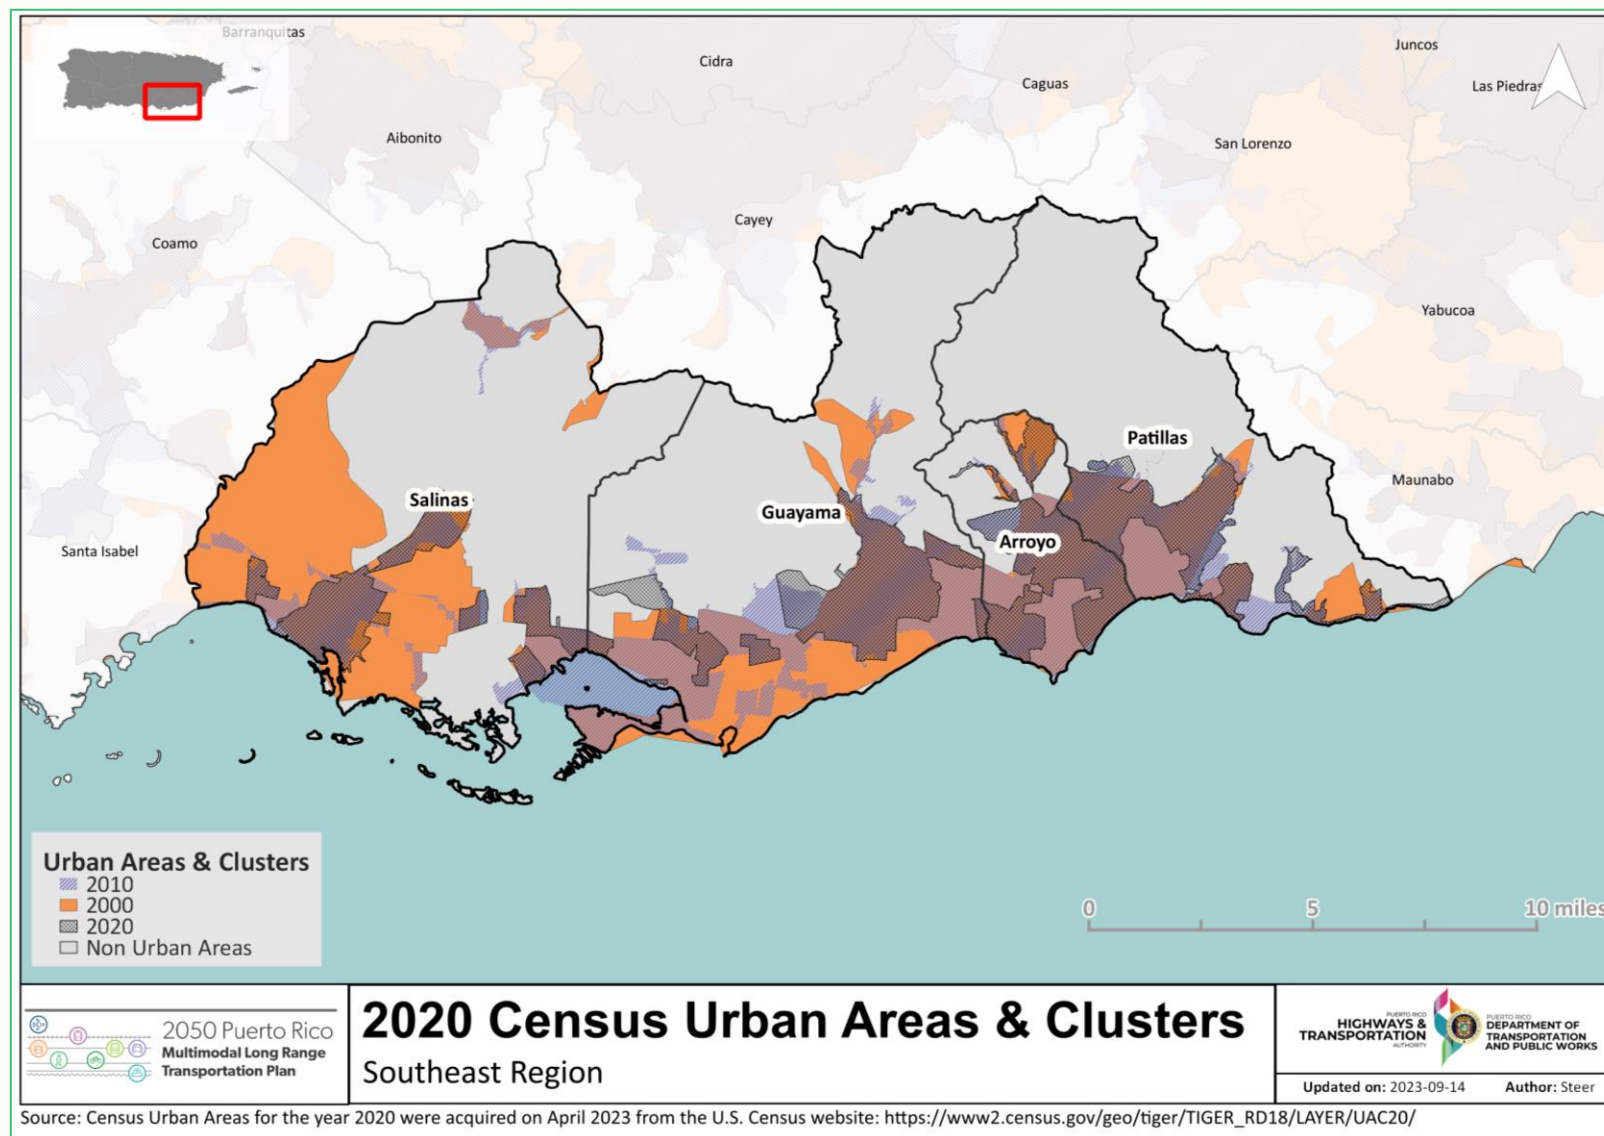 Barranquitas
Cidra
Caguas
Juncos
Las Piedras
Aibonito
San Lorenzo
Cayey
Coamo
Yabucoa
Patillas
Maunabo
Salinas
Guayama
Arroyo
Santa Isabel
Urban Areas & Clusters
2010
2000
2020
Non Urban Areas
0 5 10 miles
2050 Puerto Rico
Multimodal Long Range
Transportation Plan
2020 Census Urban Areas & Clusters
Southeast Region
PUERTO RICO
HIGHWAYS &
TRANSPORTATION
AUTHORITY
PUERTO RICO
DEPARTMENT OF
TRANSPORTATION
AND PUBLIC WORKS
Updated on: 2023-09-14 Author: Steer
Source: Census Urban Areas for the year 2020 were acquired on April 2023 from the U.S. Census website: https://www2.census.gov/geo/tiger/TIGER_RD18/LAYER/UAC20/